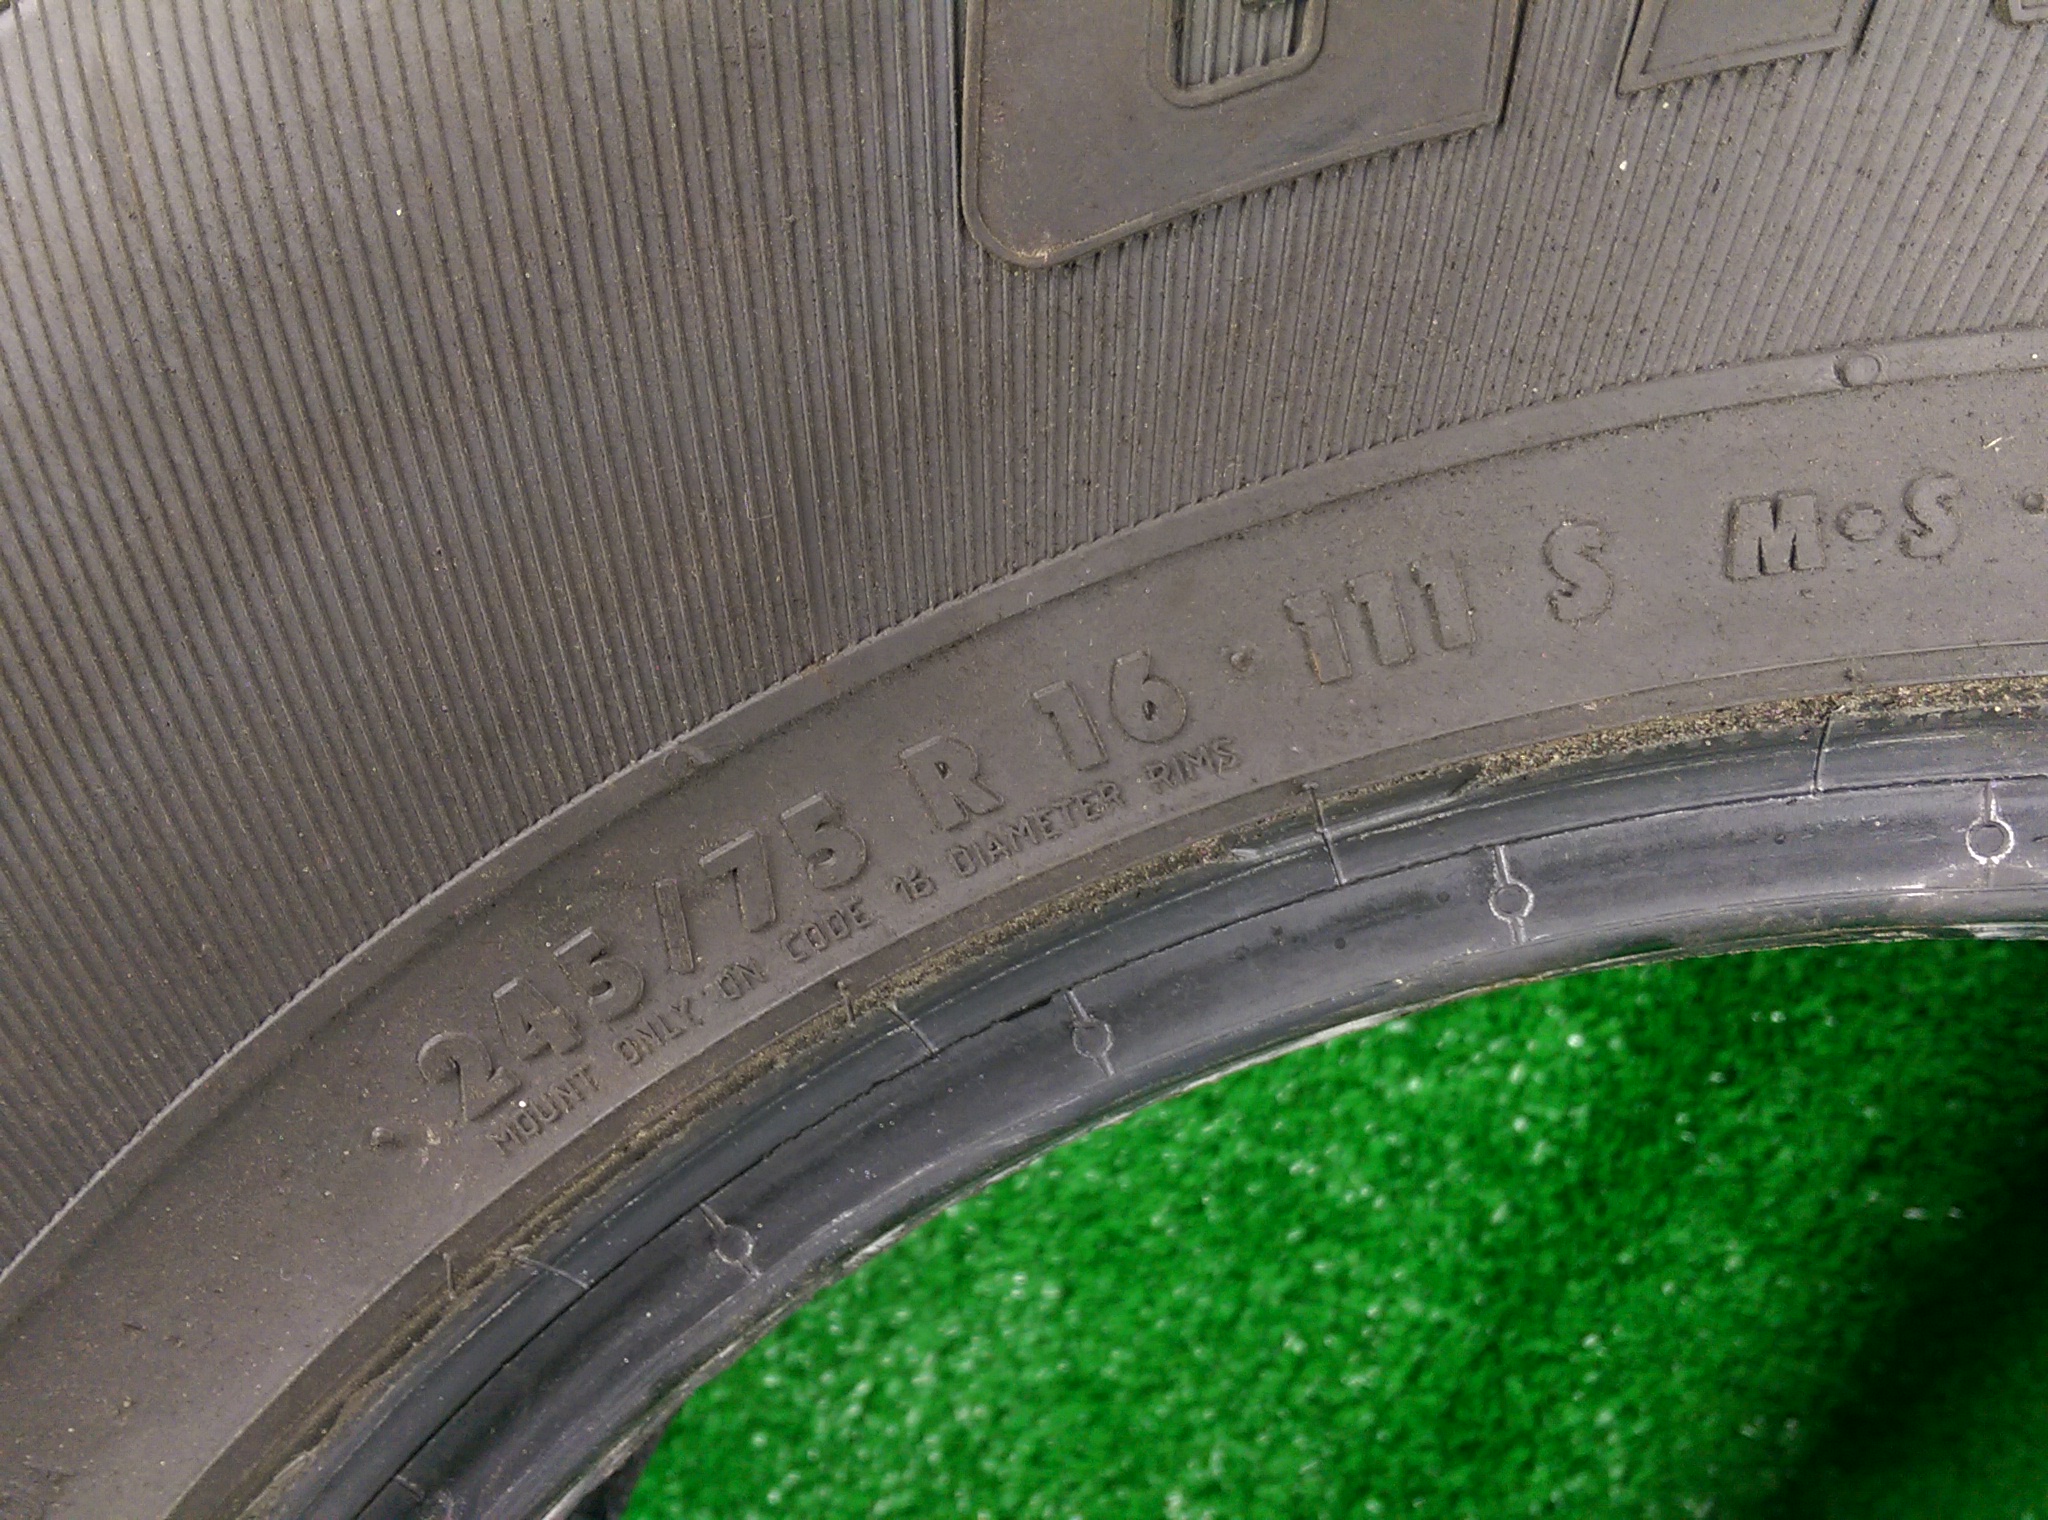 245/75 R 16 · 111 S M·S ·
MOUNT ONLY ON CODE 16 DIAMETER RIMS